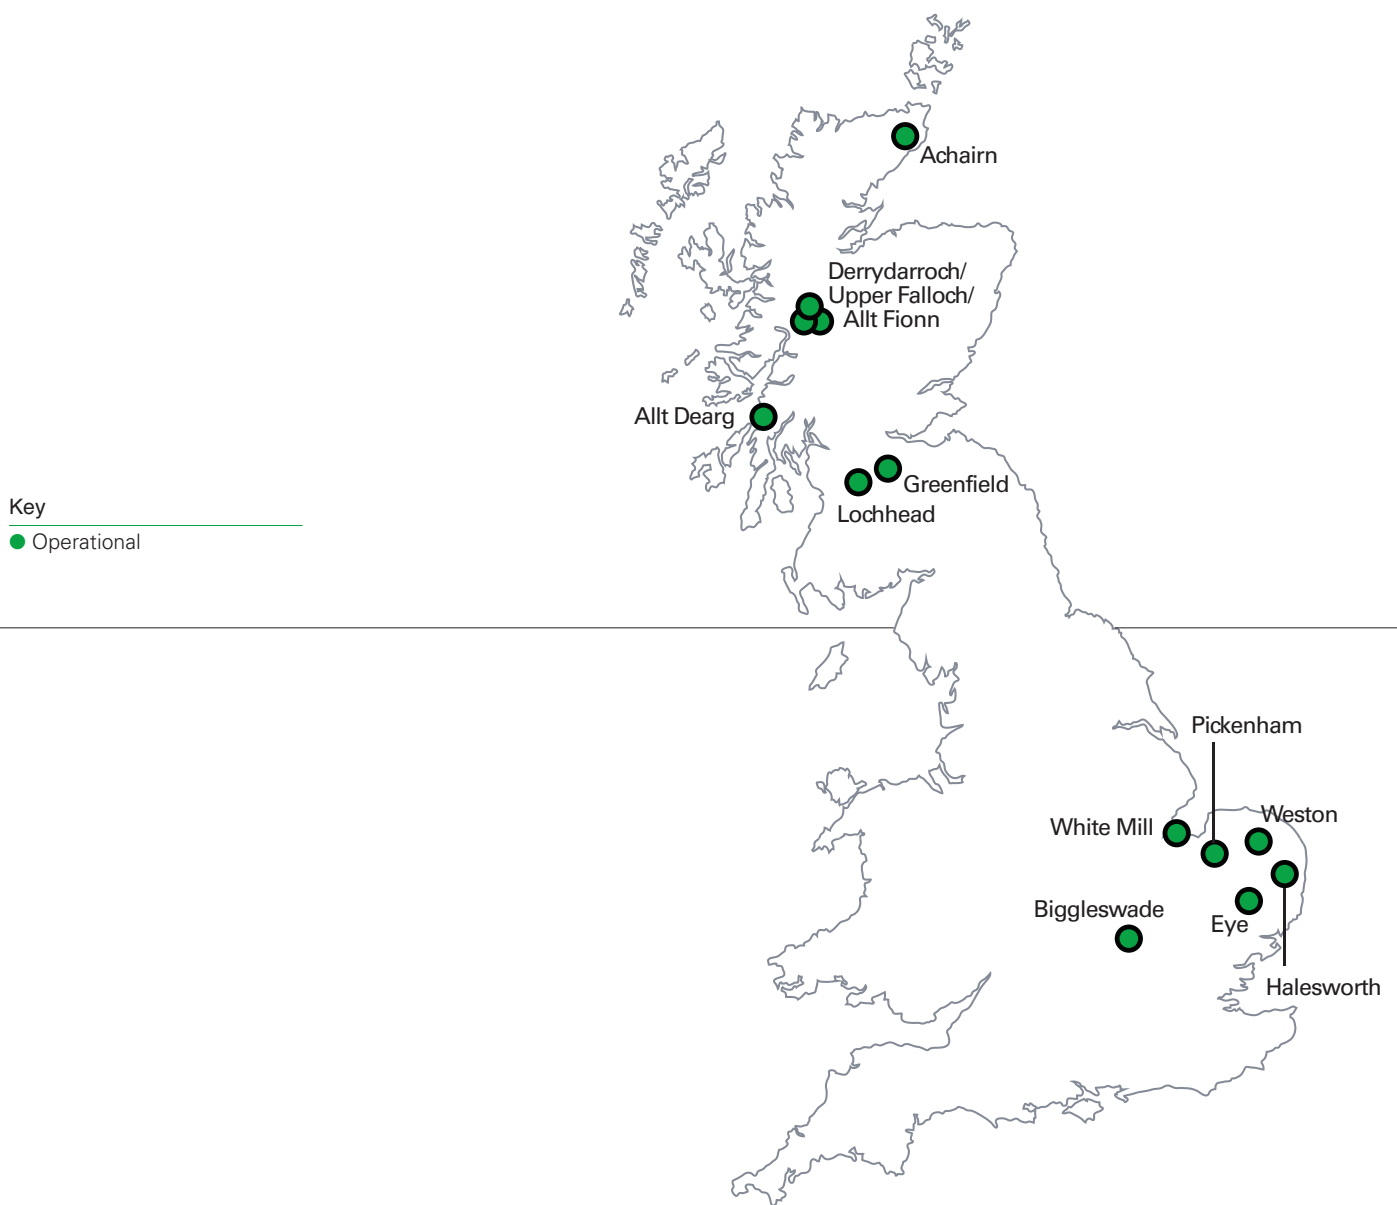 Achairn
Derrydarroch/
Upper Falloch/
Allt Fionn
Allt Dearg
Greenfield
Lochhead
Key
Operational
Pickenham
Weston
White Mill
Biggleswade
Eye
Halesworth